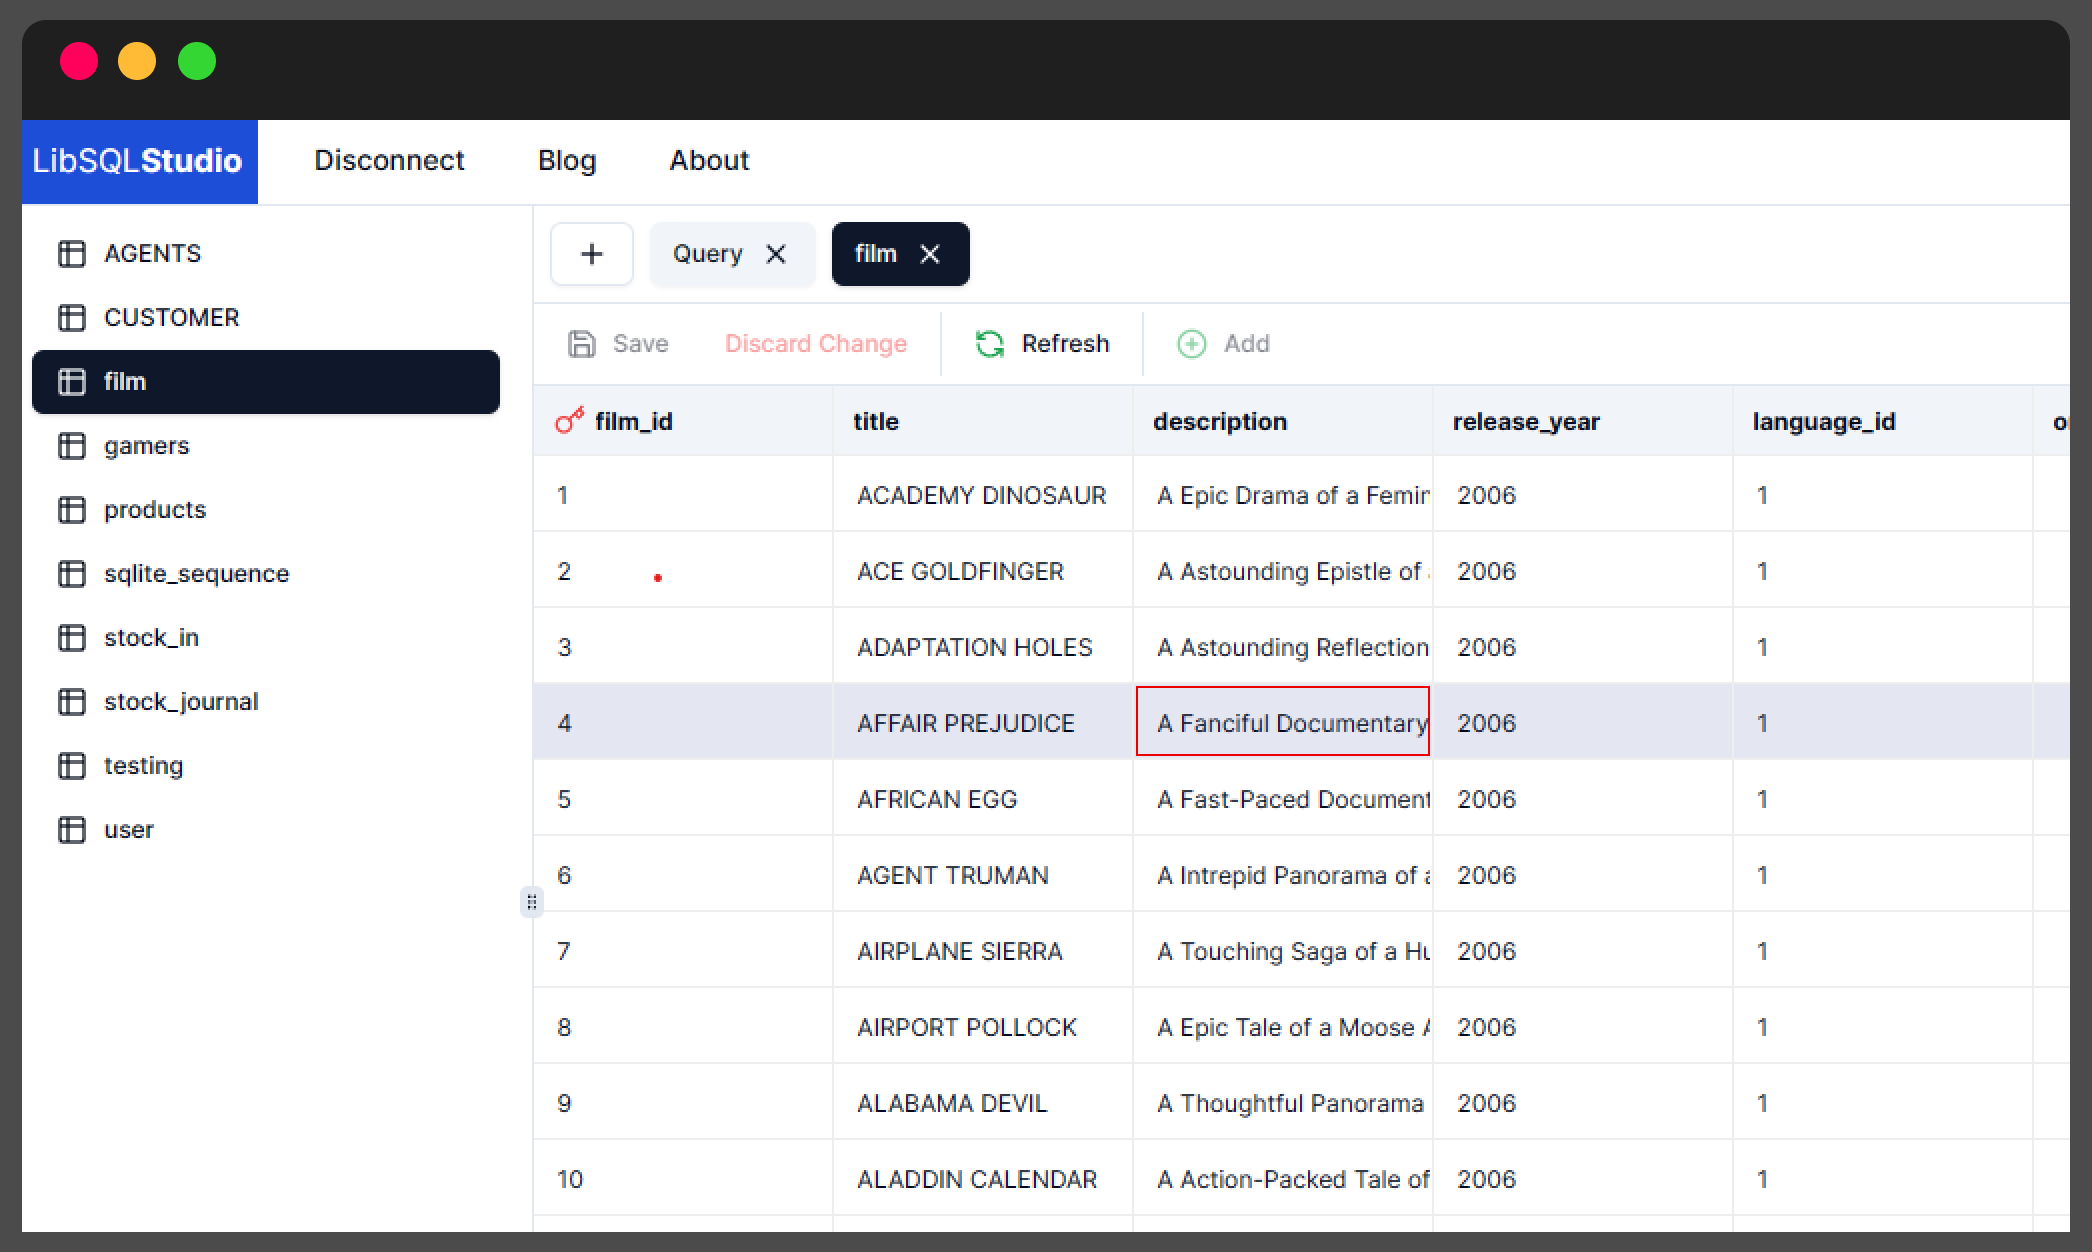 LibSQLStudio Disconnect Blog About
AGENTS
CUSTOMER
film
gamers
products
sqlite_sequence
stock_in
stock_journal
testing
user
Query film
Save Discard Change Refresh Add
film_id title description release_year language_id
1 ACADEMY DINOSAUR A Epic Drama of a 2006 1
2 ACE GOLDFINGER A Astounding Epistle of 2006 1
3 ADAPTATION HOLES A Astounding Reflection 2006 1
4 AFFAIR PREJUDICE A Fanciful Documentary 2006 1
5 AFRICAN EGG A Fast-Paced 2006 1
6 AGENT TRUMAN A Intrepid Panorama of 2006 1
7 AIRPLANE SIERRA A Touching Saga of a 2006 1
8 AIRPORT POLLOCK A Epic Tale of a Moose 2006 1
9 ALABAMA DEVIL A Thoughtful Panorama 2006 1
10 ALADDIN CALENDAR A Action-Packed Tale of 2006 1